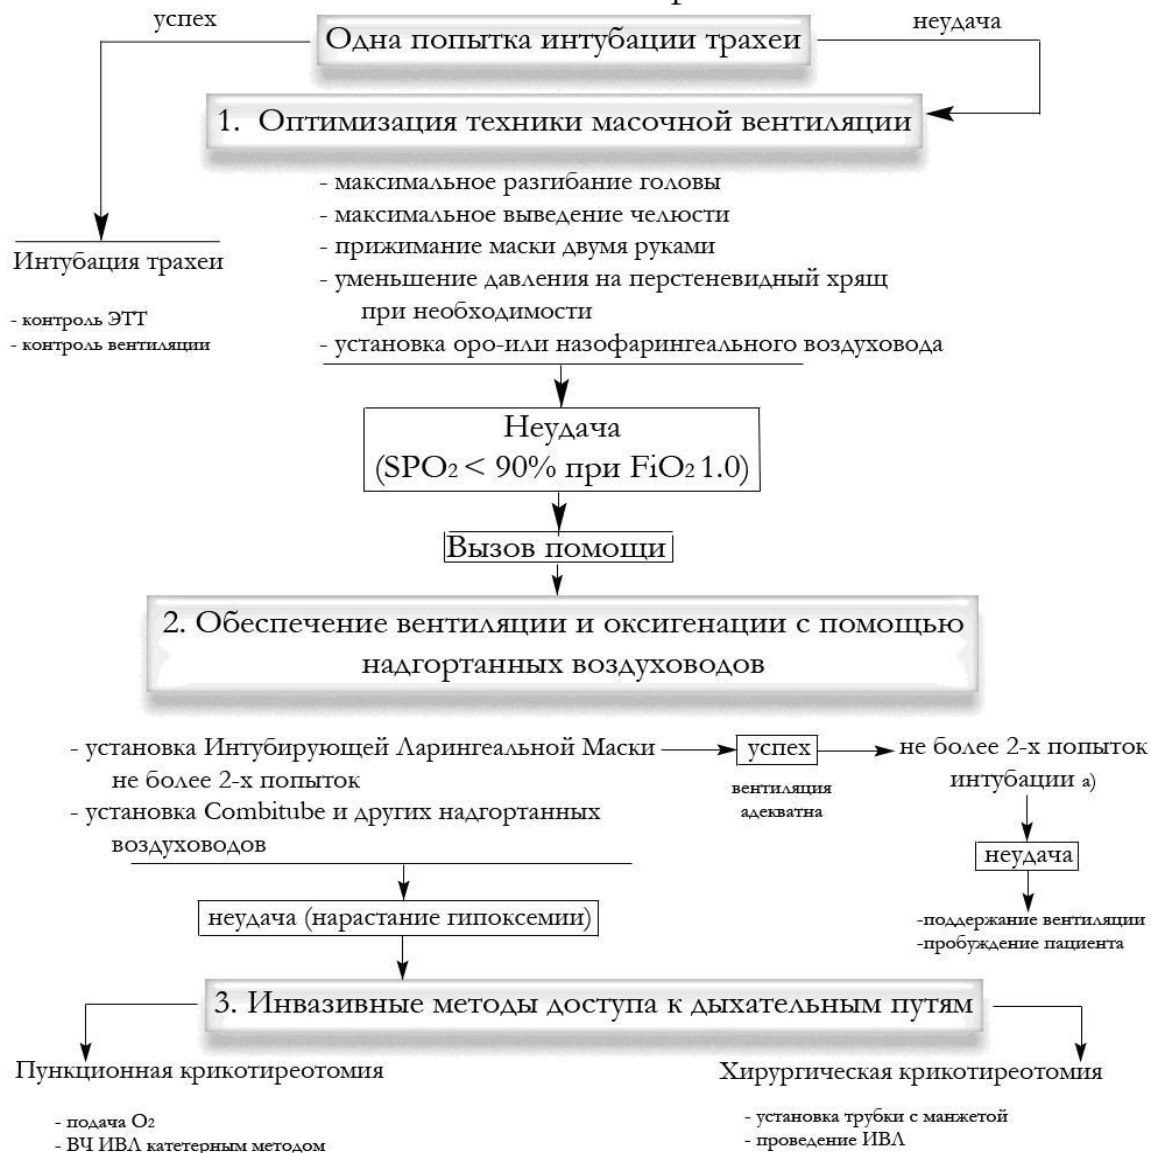 успех
неудача
Одна попытка интубации трахеи
1. Оптимизация техники масочной вентиляции
- максимальное разгибание головы
- максимальное выведение челюсти
- прижимание маски двумя руками
- уменьшение давления на перстеневидный хрящ
при необходимости
- установка оро-или назофарингеального воздуховода
Интубация трахеи
- контроль ЭТТ
- контроль вентиляции
Неудача
(SPO₂ < 90% при FiO₂ 1.0)
Вызов помощи
2. Обеспечение вентиляции и оксигенации с помощью
надгортанных воздуховодов
- установка Интубирующей Ларингеальной Маски
не более 2-х попыток
- установка Combitube и других надгортанных
воздуховодов
успех
вентиляция
адекватна
не более 2-х попыток
интубации а)
неудача
-поддержание вентиляции
-пробуждение пациента
неудача (нарастание гипоксемии)
3. Инвазивные методы доступа к дыхательным путям
Пункционная крикотиреотомия
- подача O₂
- ВЧ ИВЛ катетерным методом
Хирургическая крикотиреотомия
- установка трубки с манжетой
- проведение ИВЛ